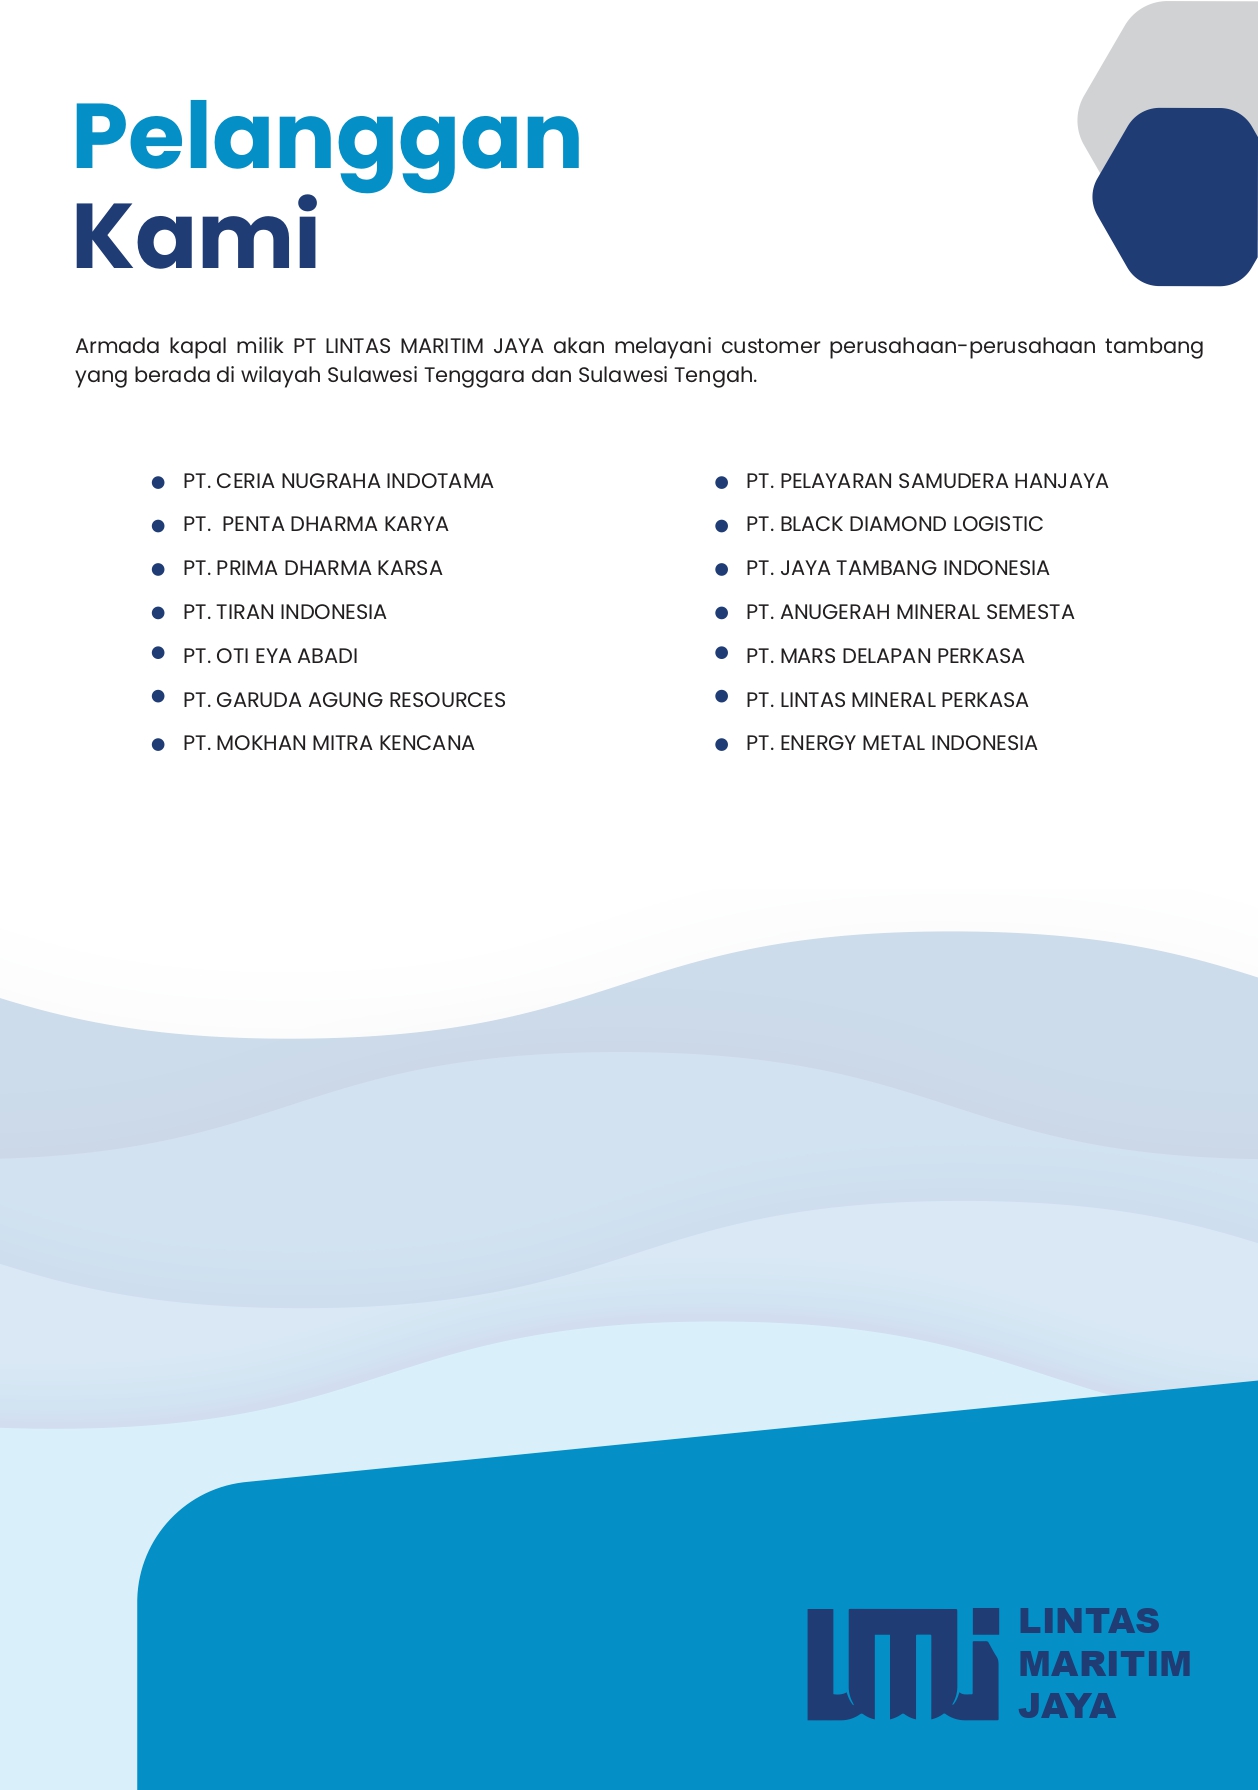 Pelanggan
Kami
Armada kapal milik PT LINTAS MARITIM JAYA akan melayani customer perusahaan-perusahaan tambang
yang berada di wilayah Sulawesi Tenggara dan Sulawesi Tengah.
PT. CERIA NUGRAHA INDOTAMA
PT. PENTA DHARMA KARYA
PT. PRIMA DHARMA KARSA
PT. TIRAN INDONESIA
PT. OTI EYA ABADI
PT. GARUDA AGUNG RESOURCES
PT. MOKHAN MITRA KENCANA
PT. PELAYARAN SAMUDERA HANJAYA
PT. BLACK DIAMOND LOGISTIC
PT. JAYA TAMBANG INDONESIA
PT. ANUGERAH MINERAL SEMESTA
PT. MARS DELAPAN PERKASA
PT. LINTAS MINERAL PERKASA
PT. ENERGY METAL INDONESIA
LMJ
LINTAS
MARITIM
JAYA